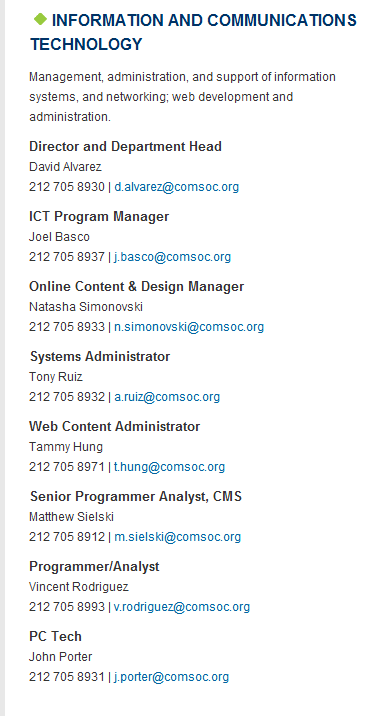 INFORMATION AND COMMUNICATIONS
TECHNOLOGY
Management, administration, and support of information
systems, and networking; web development and
administration.
Director and Department Head
David Alvarez
212 705 8930 | d.alvarez@comsoc.org
ICT Program Manager
Joel Basco
212 705 8937 | j.basco@comsoc.org
Online Content & Design Manager
Natasha Simonovski
212 705 8933 | n.simonovski@comsoc.org
Systems Administrator
Tony Ruiz
212 705 8932 | a.ruiz@comsoc.org
Web Content Administrator
Tammy Hung
212 705 8971 | t.hung@comsoc.org
Senior Programmer Analyst, CMS
Matthew Sielski
212 705 8912 | m.sielski@comsoc.org
Programmer/Analyst
Vincent Rodriguez
212 705 8993 | v.rodriguez@comsoc.org
PC Tech
John Porter
212 705 8931 | j.porter@comsoc.org